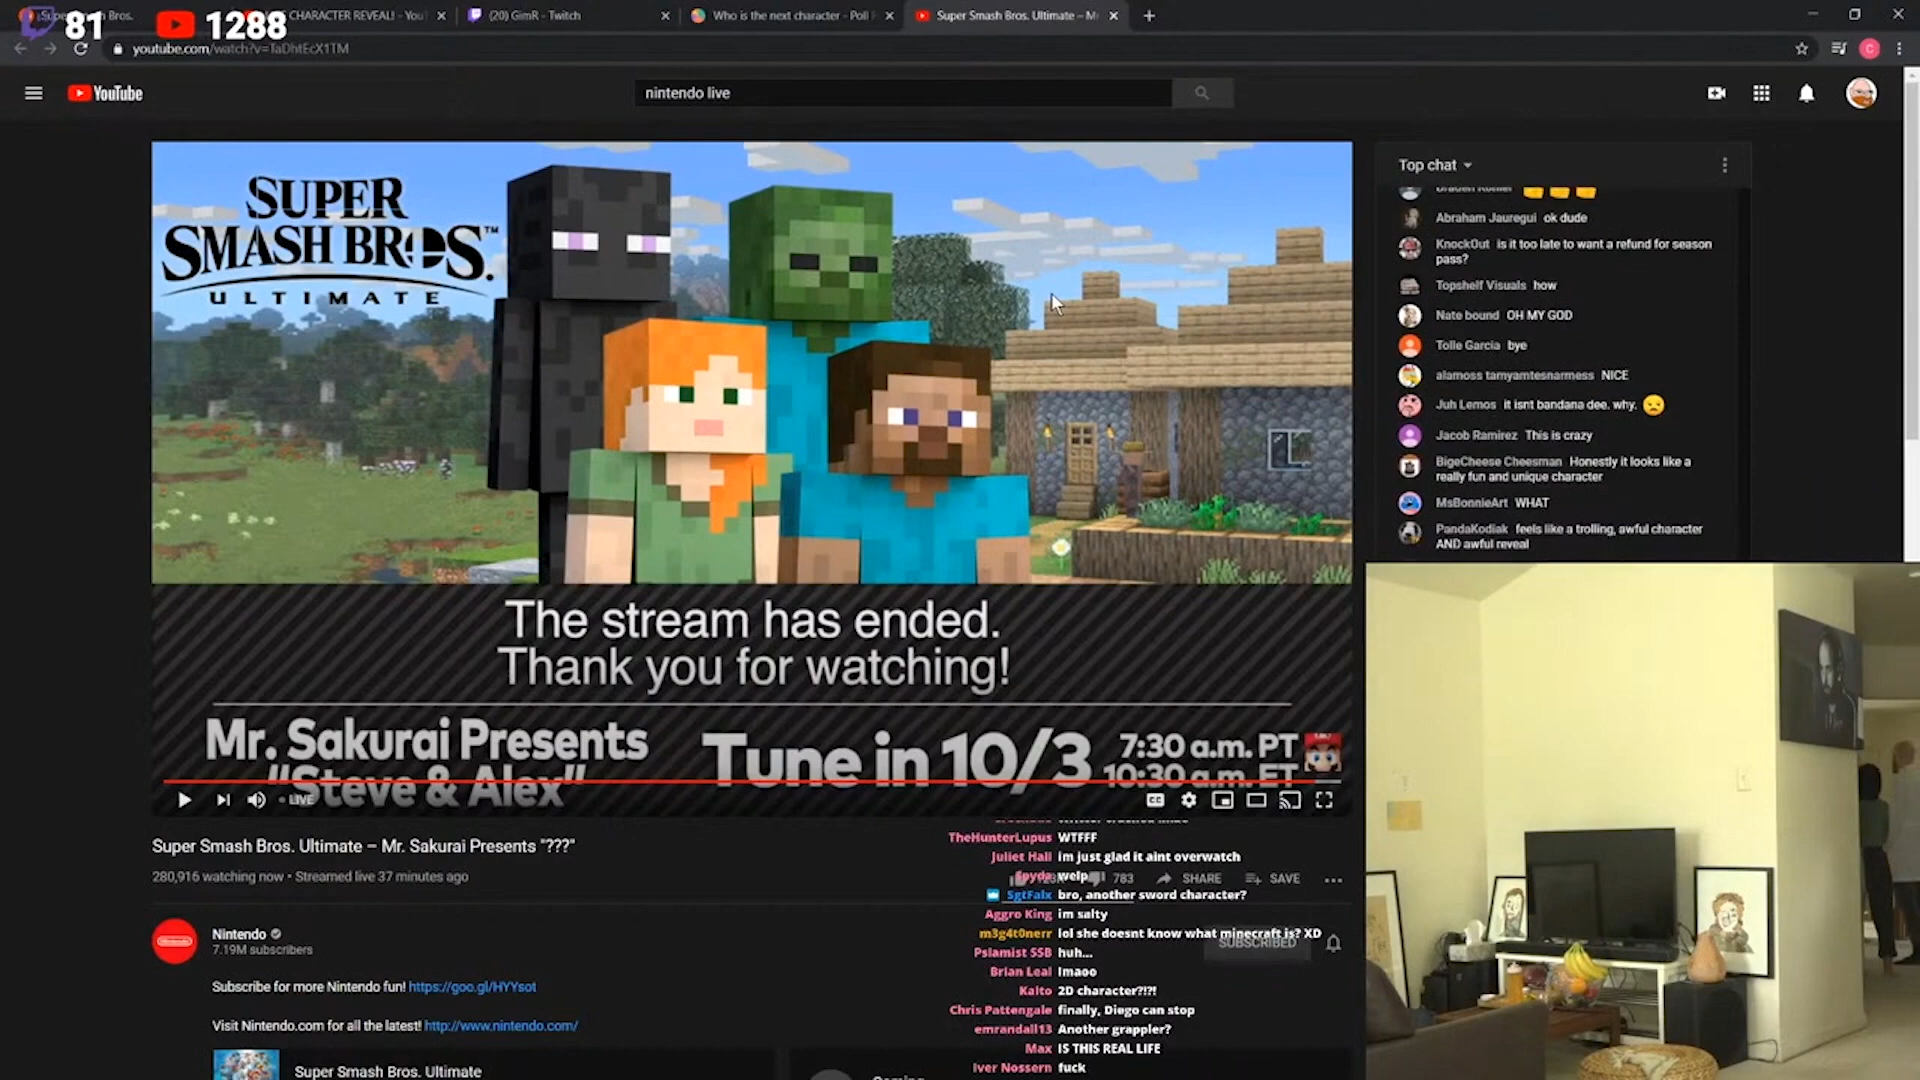 81
1288
CHARACTER REVEAL! - You
(20) GimR - Twitch
Who is the next character - Poll
Super Smash Bros. Ultimate – M
youtube.com/watch?v=TaDhtEcX1TM
C
YouTube
nintendo live
SUPER
SMASH BROS.™
ULTIMATE
The stream has ended.
Thank you for watching!
Mr. Sakurai Presents
"Steve & Alex"
Tune in 10/3
7:30 a.m. PT
10:30 a.m. ET
LIVE
CC
Super Smash Bros. Ultimate – Mr. Sakurai Presents "???"
280,916 watching now • Streamed live 37 minutes ago
783
SHARE
SAVE
Nintendo
7.19M subscribers
SUBSCRIBED
Subscribe for more Nintendo fun! https://goo.gl/HYYsot
Visit Nintendo.com for all the latest! http://www.nintendo.com/
Super Smash Bros. Ultimate
Top chat
Abraham Jauregui ok dude
KnockOut is it too late to want a refund for season
pass?
Topshelf Visuals how
Nate bound OH MY GOD
Tolle Garcia bye
alamoss tamyamtesnarmess NICE
Juh Lemos it isnt bandana dee. why.
Jacob Ramirez This is crazy
BigeCheese Cheesman Honestly it looks like a
really fun and unique character
MsBonnieArt WHAT
PandaKodiak feels like a trolling, awful character
AND awful reveal
TheHunterLupus WTFFF
Juliet Hall im just glad it aint overwatch
welp
SgtFalx bro, another sword character?
Aggro King im salty
m3g4t0nerr lol she doesnt know what minecraft is? XD
Psiamist SSB huh...
Brian Leal lmaoo
Kaito 2D character?!?!
Chris Pattengale finally, Diego can stop
emrandall13 Another grappler?
Max IS THIS REAL LIFE
Iver Nossern fuck